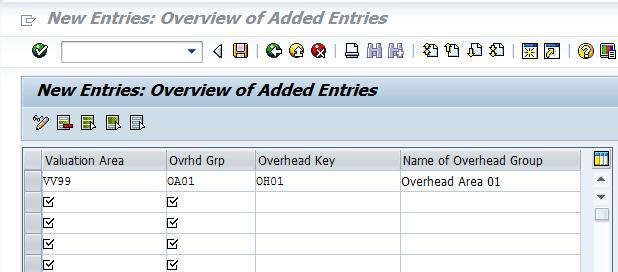 New Entries: Overview of Added Entries
New Entries: Overview of Added Entries
Valuation Area Ovrhd Grp Overhead Key Name of Overhead Group
VV99 OA01 OH01 Overhead Area 01